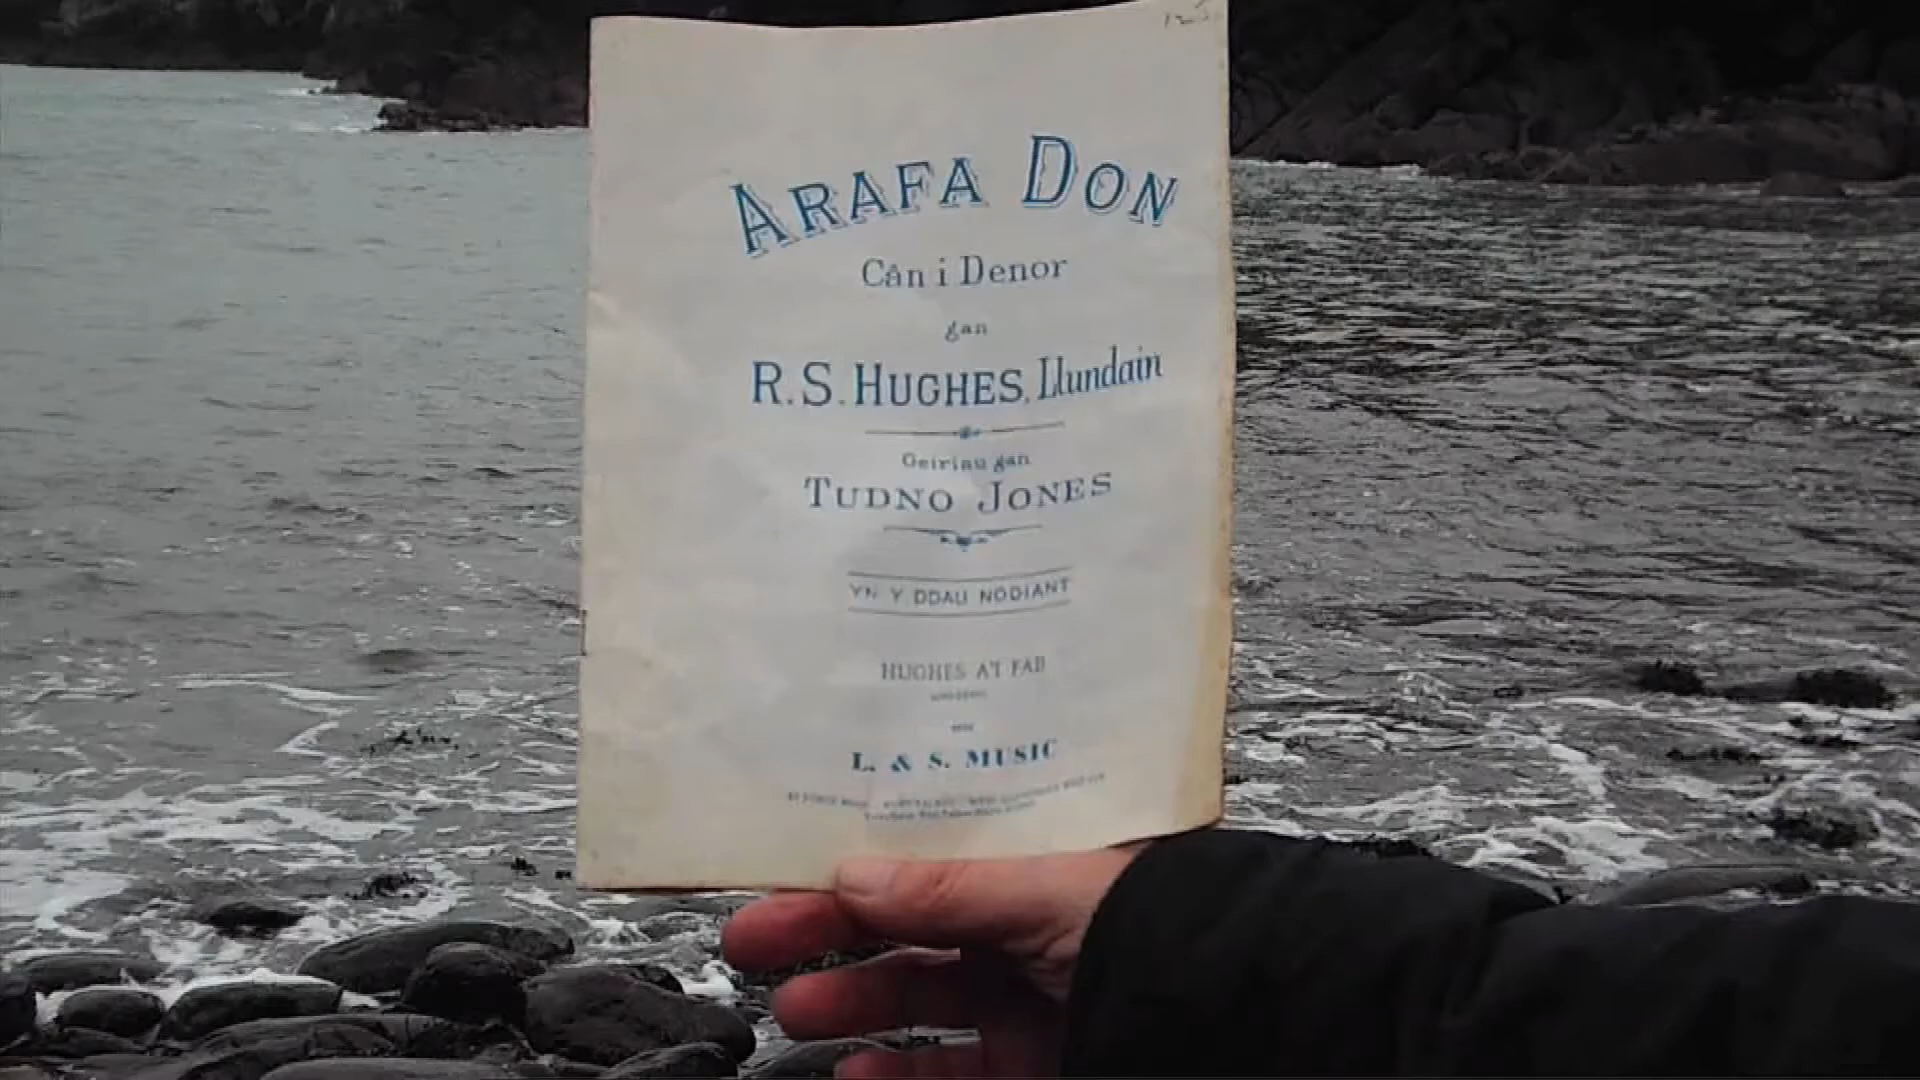 ARAFA DON
Cân i Denor
gan
R.S. HUGHES, Llundain
Geiriau gan
TUDNO JONES
YN Y DDAU NODIANT
HUGHES A'I FAB
L. & S. MUSIC